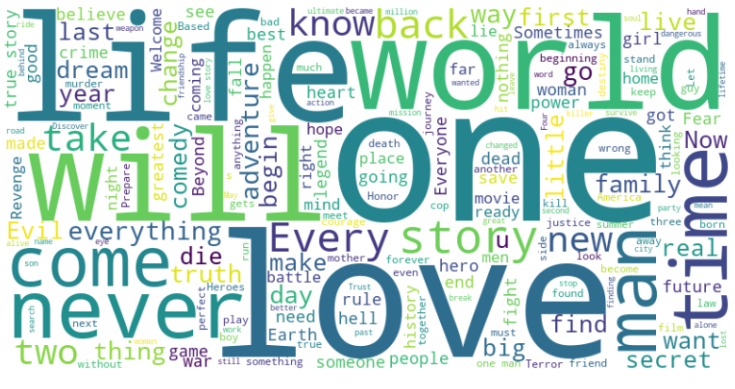 life
world
will
one
love
time
man
never
come
story
Every
new
back
know
take
way
first
live
last
year
dream
believe
true story
crime
good
Welcome
change
fall
coming
see
Based
bad
best
give
happen
much
love story
lie
Sometimes
always
nothing
girl
go
woman
power
destiny
home
keep
stand
living
guy
Let
dangerous
hand
soul
killer
became
ultimate
million
weapon
ride
behind
friendship
murder
moment
Discover
road
made
Revenge
night
Prepare
greatest
comedy
Beyond
anything
adventure
begin
hope
right
legend
mind
meet
courage
death
place
going
Honor
dead
another
save
movie
ready
Everyone
cop
far
wanted
beginning
word
journey
mission
action
changed
Four
survive
wrong
little
got
think
looking
Fear
Now
family
America
kill
second
justice
summer
party
three
mean
born
away
city
side
look
become
real
future
law
film
alone
want
secret
lost
find
finding
found
stop
fight
men
hero
end
u
forever
even
mother
make
battle
day
need
Earth
rule
hell
true
Trust
past
better
together
history
break
great
must
big
people
someone
friend
one man
Terror
something
still
war
game
play
work
boy
run
eye
Heroes
perfect
next
without
thing
two
search
son
name
alive
Evil
everything
die
truth
gets
May
s
came
heart
lifetime
hit
leave
woman's